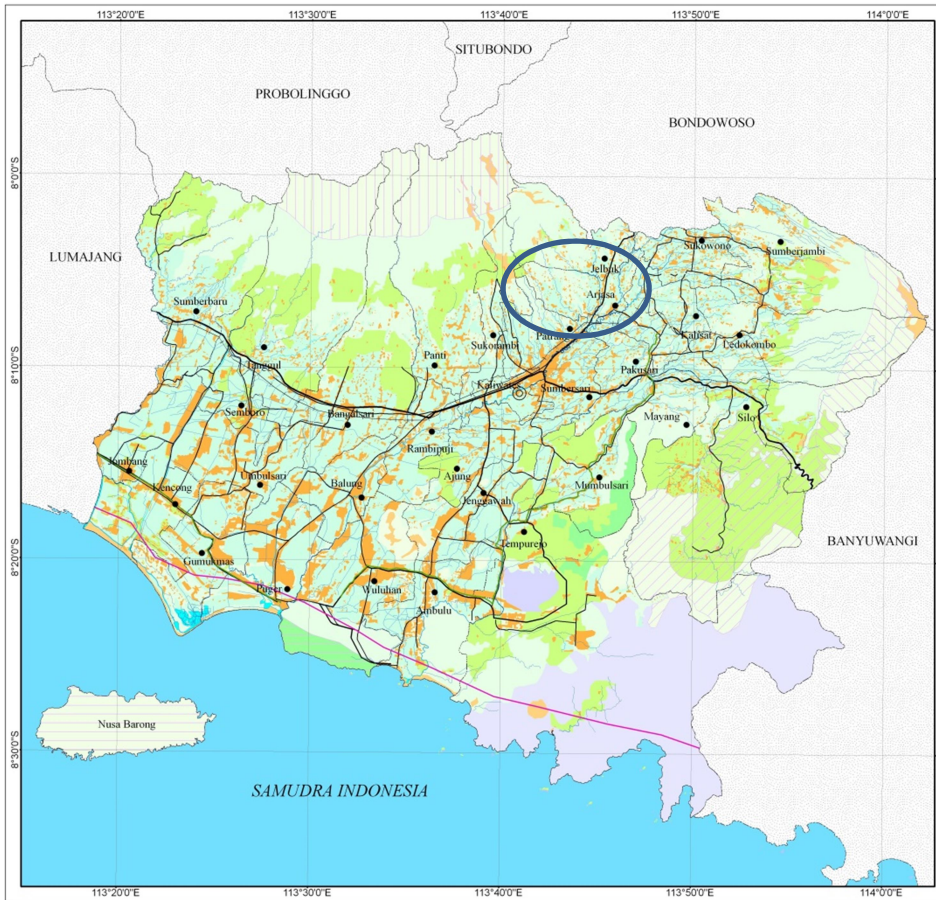 113°20'0"E
113°30'0"E
113°40'0"E
113°50'0"E
114°0'0"E
SITUBONDO
PROBOLINGGO
BONDOWOSO
8°0'0"S
LUMAJANG
Sukowono
Sumberjambi
Jelbuk
Arjasa
Sumberbaru
Patrang
Kalisat
Ledokombo
Sukorambi
Tanggul
Panti
Pakusari
8°10'0"S
Kaliwates
Sumbersari
Semboro
Bangalsari
Mayang
Silo
Rambipuji
Jombang
Kencong
Umbulsari
Balung
Ajung
Jenggawah
Mumbulsari
Tempurejo
BANYUWANGI
8°20'0"S
Gumukmas
Puger
Wuluhan
Ambulu
Nusa Barong
8°30'0"S
SAMUDRA INDONESIA
113°20'0"E
113°30'0"E
113°40'0"E
113°50'0"E
114°0'0"E